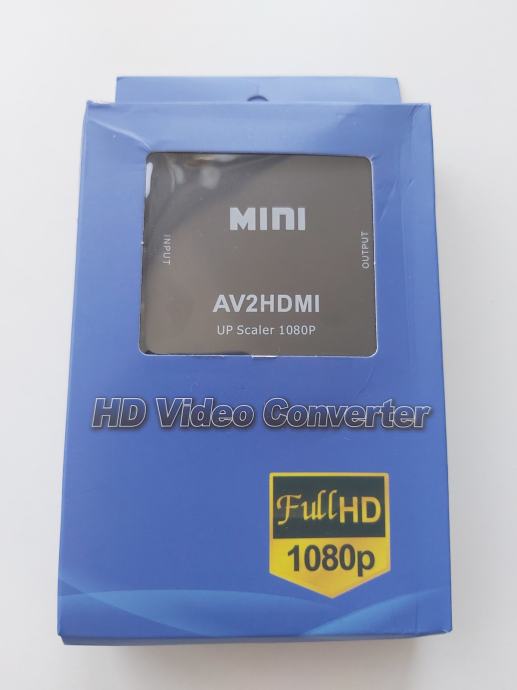 MINI
INPUT
OUTPUT
AV2HDMI
UP Scaler 1080P
HD Video Converter
Full HD
1080p